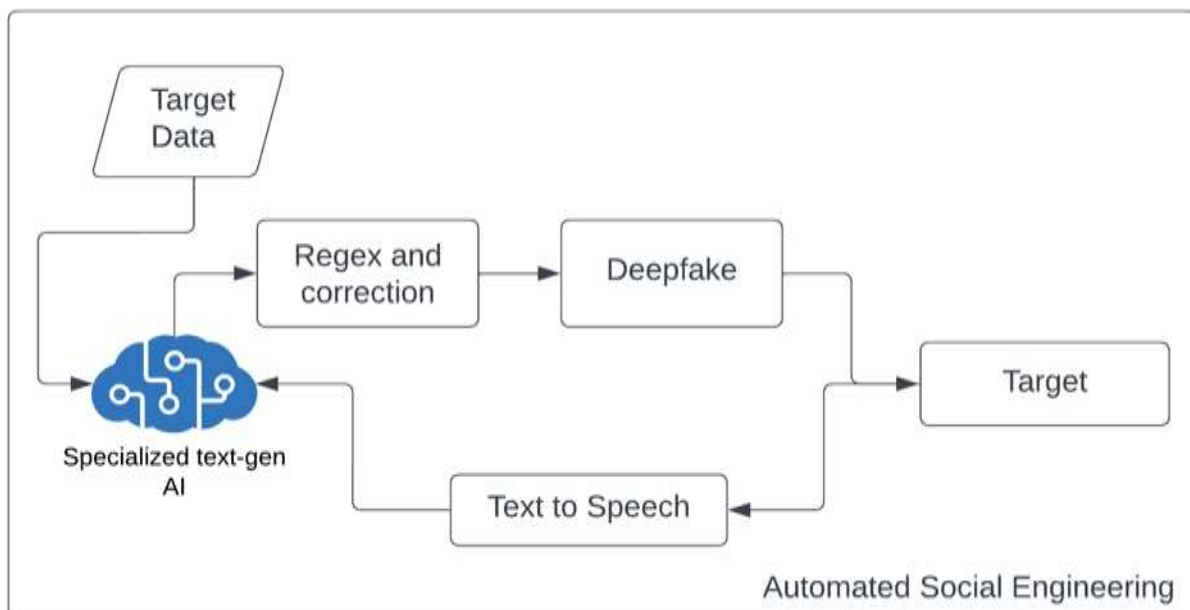 Target
Data
Regex and
correction
Deepfake
Target
Specialized text-gen
AI
Text to Speech
Automated Social Engineering